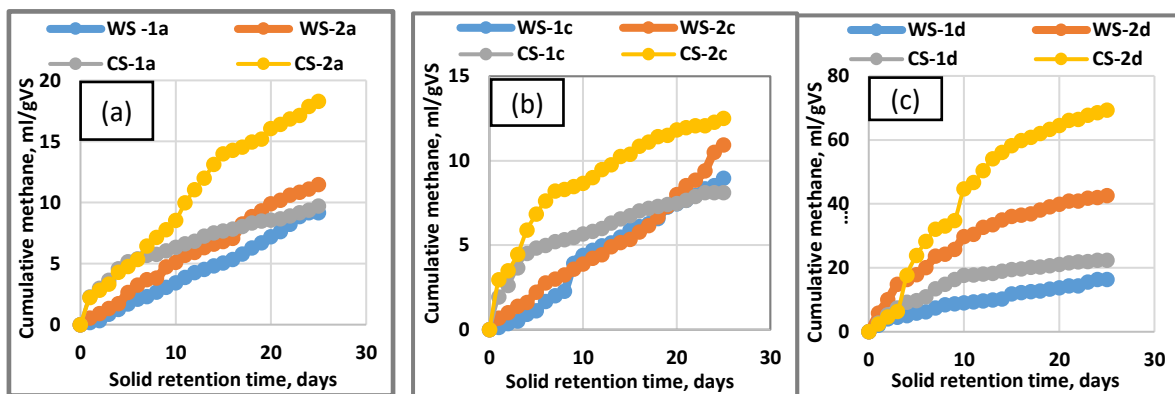 WS -1a WS-2a
CS-1a CS-2a
Cumulative methane, ml/gVS
20
15
10
5
0
(a)
0 10 20 30
Solid retention time, days
WS-1c WS-2c
CS-1c CS-2c
Cumulative methane, ml/gVS
15
10
5
0
(b)
0 10 20 30
Solid retention time, days
WS-1d WS-2d
CS-1d CS-2d
Cumulative methane, ml/gVS
...
80
60
40
20
0
(c)
0 10 20 30
Solid retention time, days